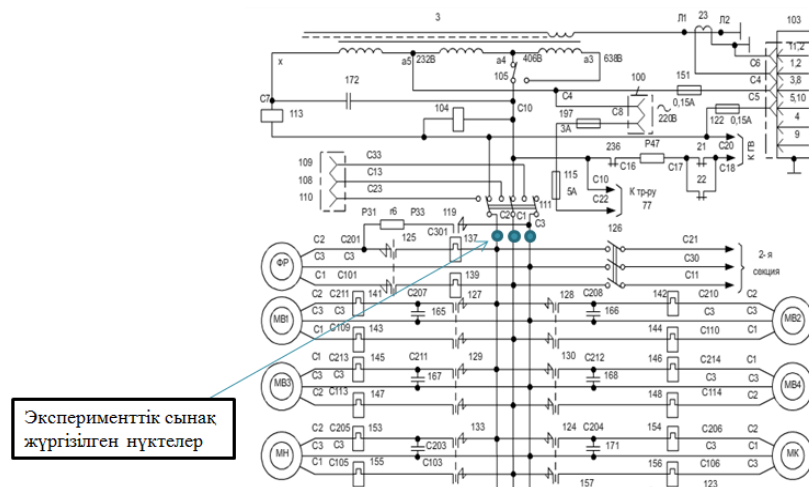 3
Л1 23 Л2 103
х а5 232В а4 406В а3 638В
11,2
С6 1,2
С4 3,8
С5 5,10
4
9
105
172
С7
113
104
С10
С4
100
151
0,15А
197
3А
С8
220В
122 0,15А
236 Р47 21 С20
С16 С17 С18
22
К ГВ
109 С33
108 С13
110 С23
115
5А
С10
С22
К тр-ру
77
111
С2 С1 С3
Р31 r6 Р33 119
С301
126
ФР
С2 С201 125 137
С3 С3
С1 С101 139
С21
С30
С11
2- я
секция
МВ1
С2 С211 141 С207 127 128 С208 142 С210 С2
С3 С3 165 166 С3 С3
С1 С109 143 144 С110 С1
МВ2
МВ3
С1 С213 145 С211 129 130 С212 146 С214 С1
С3 С3 167 168 С3 С3
С2 С113 147 148 С114 С2
МВ4
МН
С2 С205 153 133 124 С204 154 С206 С2
С3 С3 С203 171 С3 С1
С1 С105 155 С103 156 С106 С3
157 123
МК
Эксперименттік сынақ
жүргізілген нүктелер